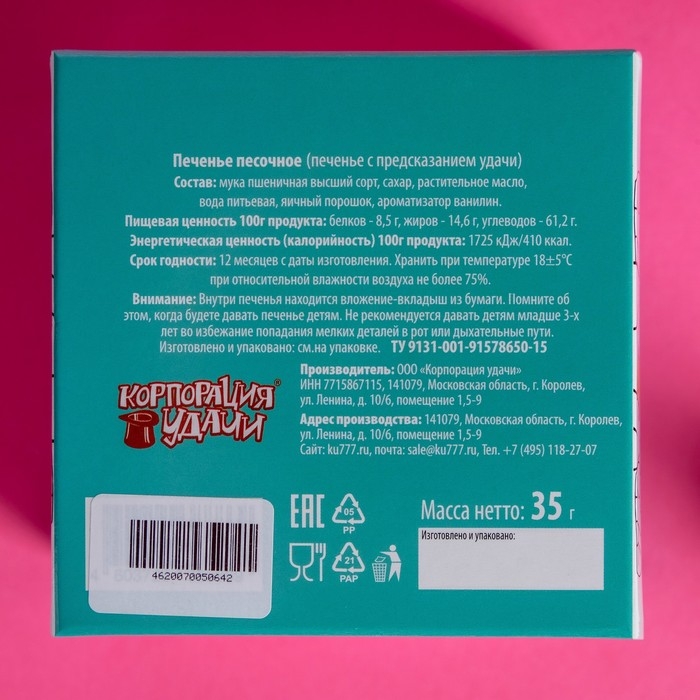 Печенье песочное (печенье с предсказанием удачи)
Состав: мука пшеничная высший сорт, сахар, растительное масло,
вода питьевая, яичный порошок, ароматизатор ванилин.
Пищевая ценность 100г продукта: белков - 8,5 г, жиров - 14,6 г, углеводов - 61,2 г.
Энергетическая ценность (калорийность) 100г продукта: 1725 кДж/410 ккал.
Срок годности: 12 месяцев с даты изготовления. Хранить при температуре 18±5°С
при относительной влажности воздуха не более 75%.
Внимание: Внутри печенья находится вложение-вкладыш из бумаги. Помните об
этом, когда будете давать печенье детям. Не рекомендуется давать детям младше 3-х
лет во избежание попадания мелких деталей в рот или дыхательные пути.
Изготовлено и упаковано: см.на упаковке. ТУ 9131-001-91578650-15
Производитель: ООО «Корпорация удачи»
ИНН 7715867115, 141079, Московская область, г. Королев,
ул. Ленина, д. 10/6, помещение 1,5-9
Адрес производства: 141079, Московская область, г. Королев,
ул. Ленина, д. 10/6, помещение 1,5-9
Сайт: ku777.ru, почта: sale@ku777.ru, Тел.: +7 (495) 118-27-07
КОРПОРАЦИЯ®
УДАЧИ
EAC
05
PP
21
PAP
Масса нетто: 35 г
Изготовлено и упаковано:
4620070050642